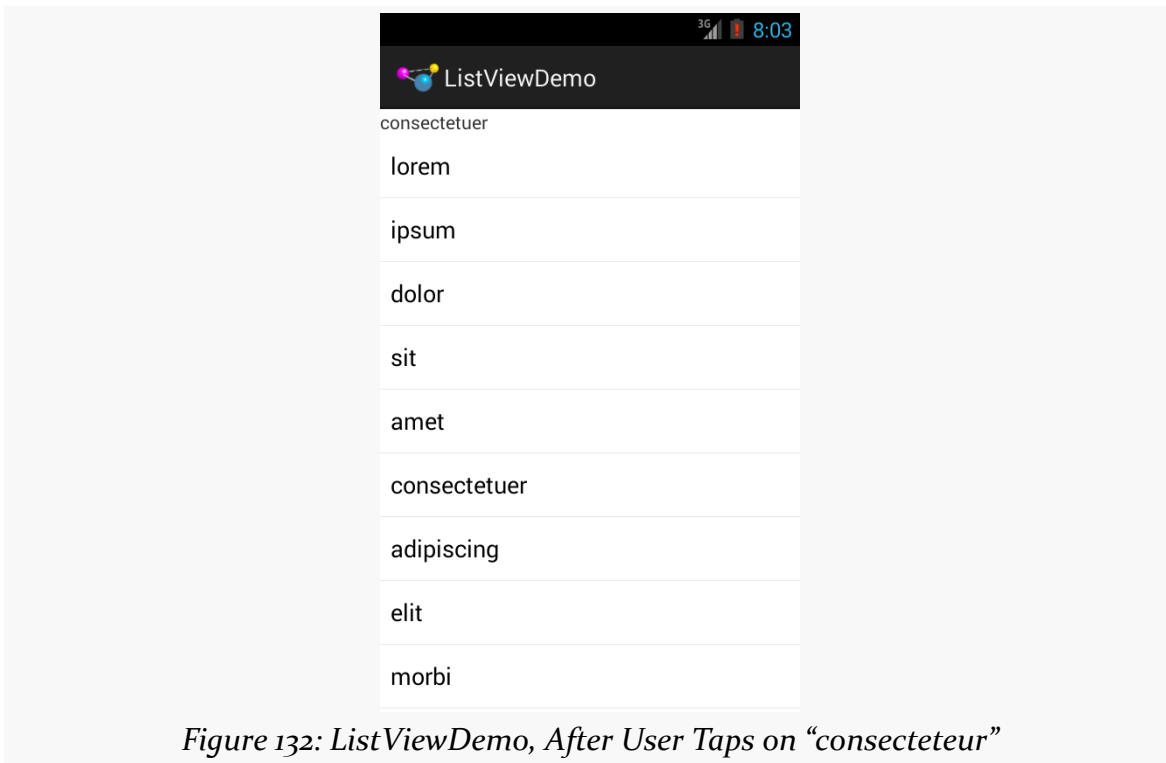 3G 8:03
ListViewDemo
consectetuer
lorem
ipsum
dolor
sit
amet
consectetuer
adipiscing
elit
morbi
Figure 132: ListViewDemo, After User Taps on “consecteteur”